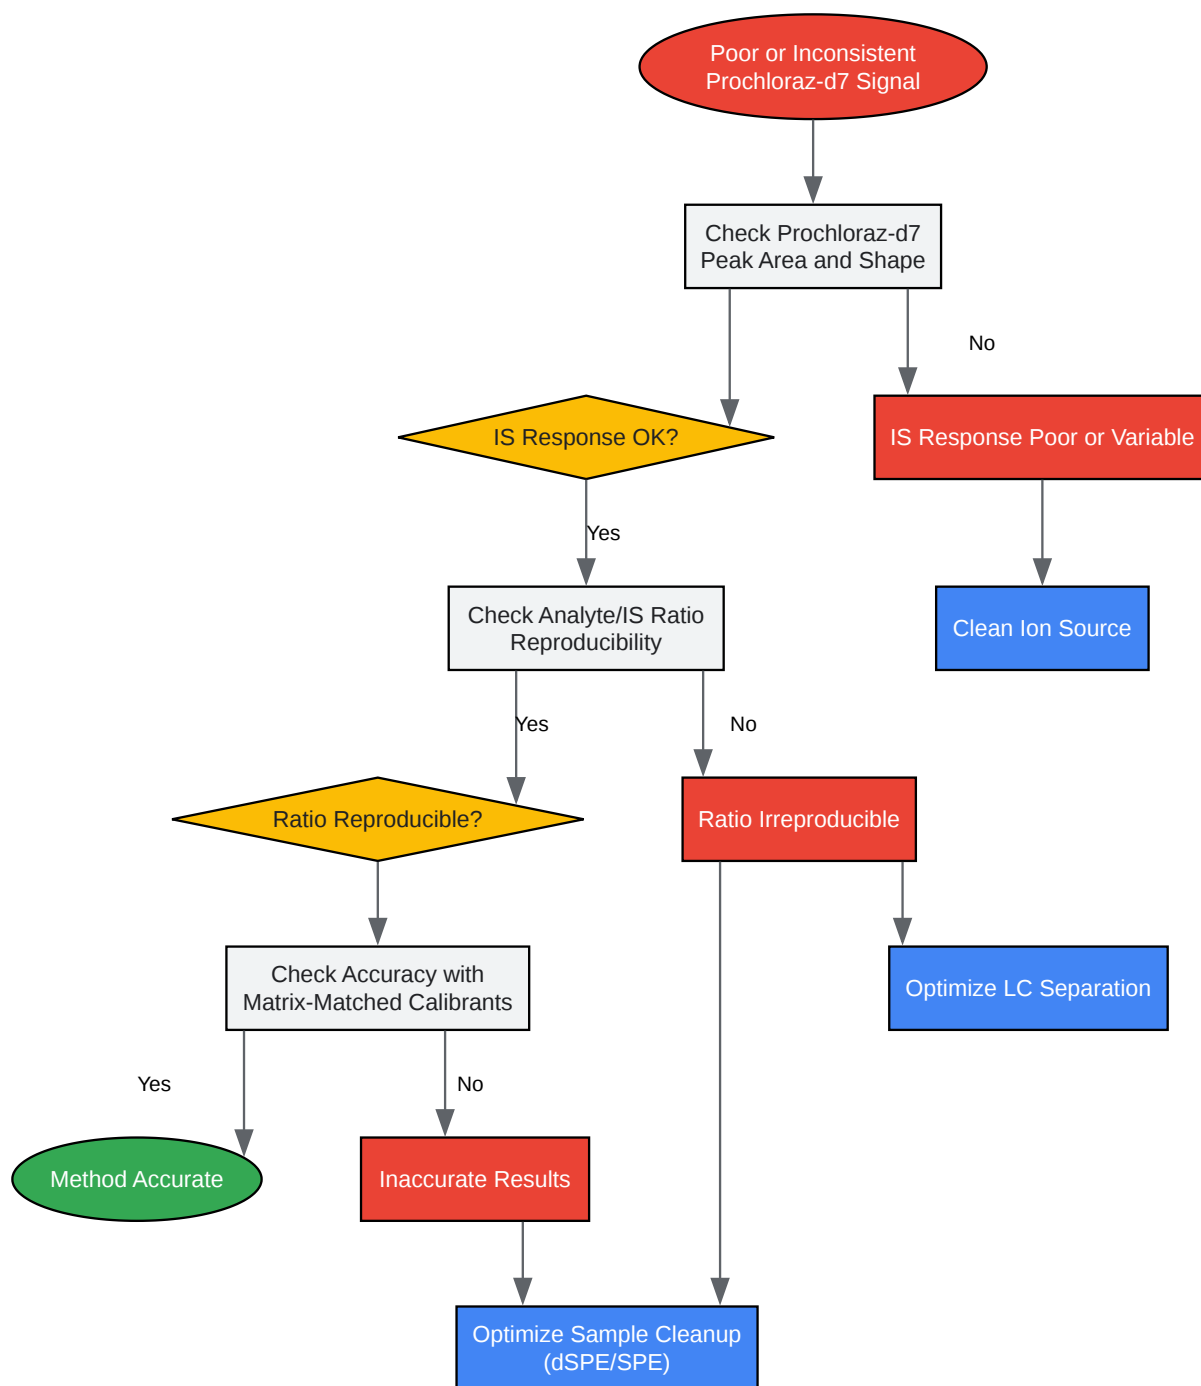 Poor or Inconsistent
Prochloraz-d7 Signal
Check Prochloraz-d7
Peak Area and Shape
No
IS Response OK?
IS Response Poor or Variable
Yes
Check Analyte/IS Ratio
Reproducibility
Clean Ion Source
Yes
No
Ratio Reproducible?
Ratio Irreproducible
Check Accuracy with
Matrix-Matched Calibrants
Optimize LC Separation
Yes
No
Method Accurate
Inaccurate Results
Optimize Sample Cleanup
(dSPE/SPE)